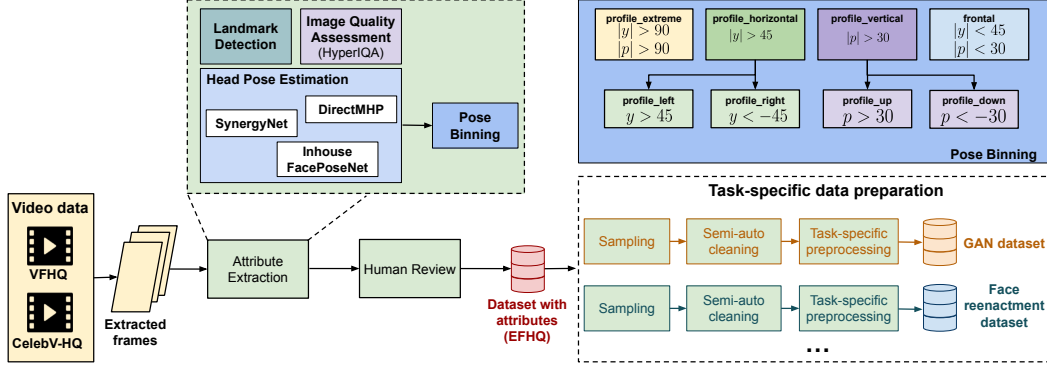 Landmark
Detection
Image Quality
Assessment
(HyperIQA)
Head Pose Estimation
SynergyNet
DirectMHP
Inhouse
FacePoseNet
Pose
Binning
profile_extreme
|y| > 90
|p| > 90
profile_horizontal
|y| > 45
profile_vertical
|p| > 30
frontal
|y| < 45
|p| < 30
profile_left
y > 45
profile_right
y < −45
profile_up
p > 30
profile_down
p < −30
Pose Binning
Video data
VFHQ
CelebV-HQ
Extracted
frames
Attribute
Extraction
Human Review
Dataset with
attributes
(EFHQ)
Task-specific data preparation
Sampling
Semi-auto
cleaning
Task-specific
preprocessing
GAN dataset
Sampling
Semi-auto
cleaning
Task-specific
preprocessing
Face
reenactment
dataset
...